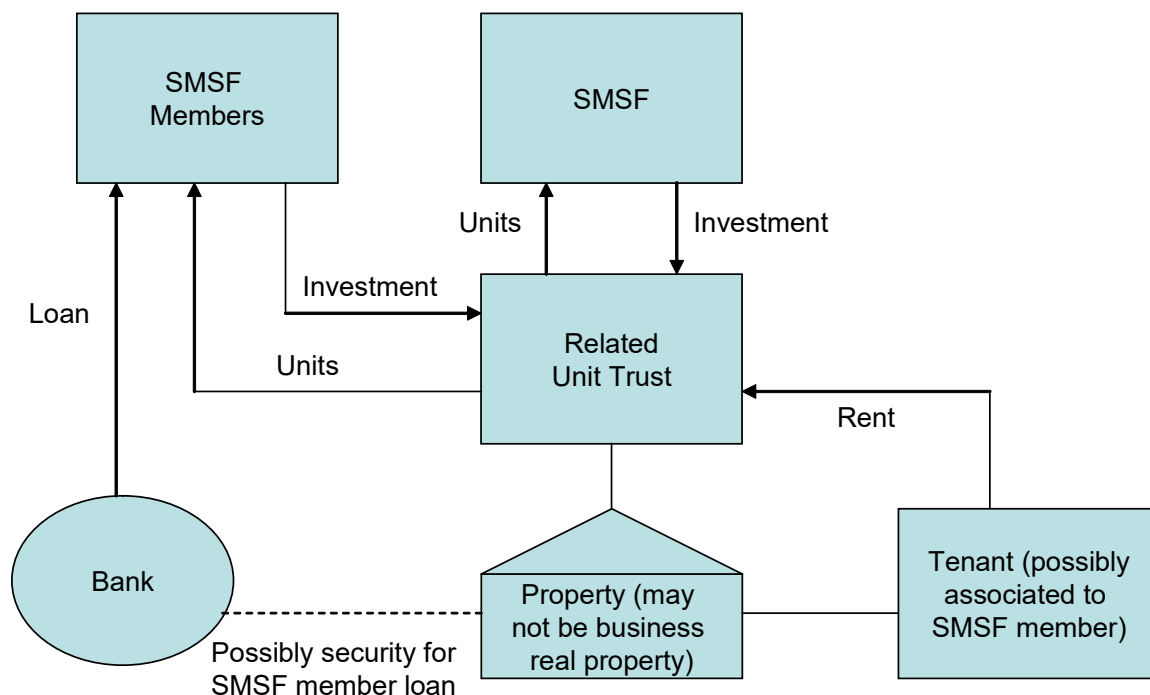 SMSF
Members
SMSF
Units
Investment
Loan
Investment
Units
Related
Unit Trust
Rent
Bank
Property (may
not be business
real property)
Tenant (possibly
associated to
SMSF member)
Possibly security for
SMSF member loan